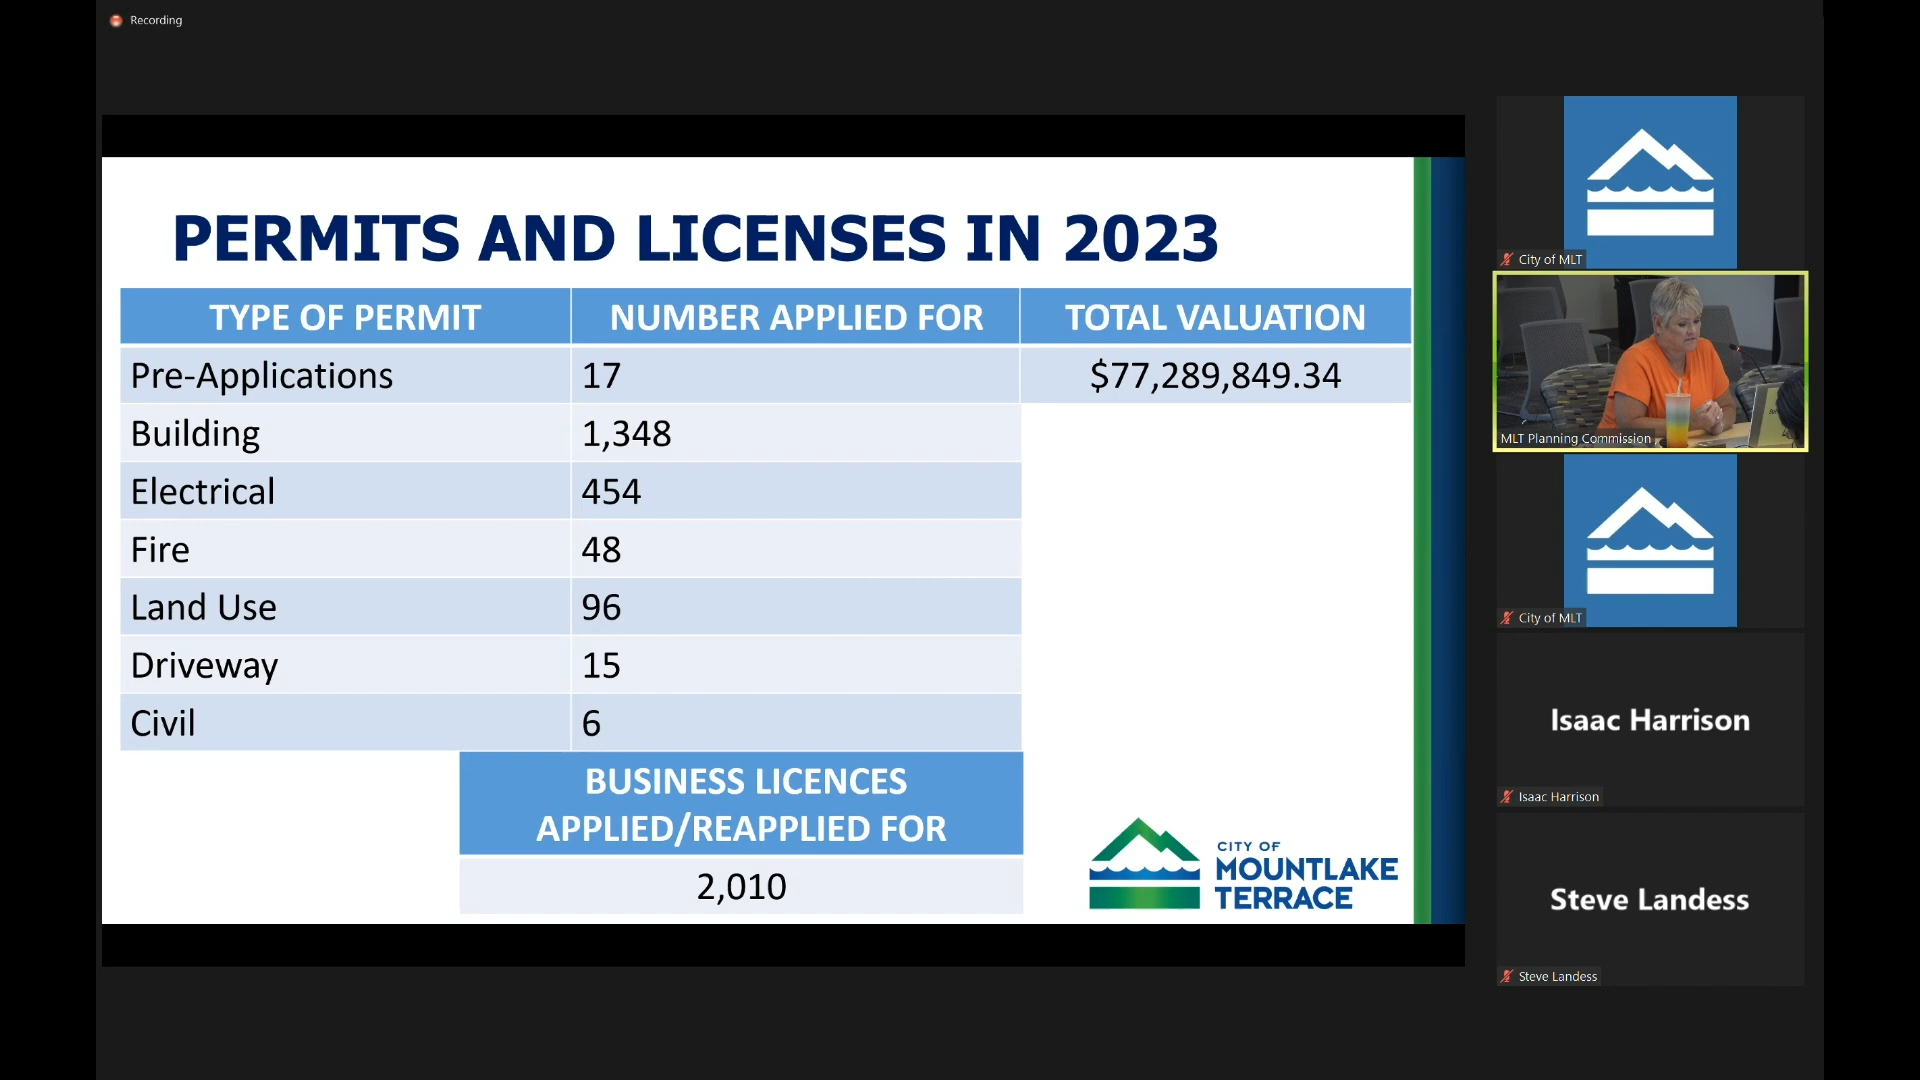 Recording
PERMITS AND LICENSES IN 2023
TYPE OF PERMIT NUMBER APPLIED FOR TOTAL VALUATION
Pre-Applications 17 $77,289,849.34
Building 1,348
Electrical 454
Fire 48
Land Use 96
Driveway 15
Civil 6
BUSINESS LICENCES
APPLIED/REAPPLIED FOR
2,010
CITY OF
MOUNTLAKE
TERRACE
City of MLT
MLT Planning Commission
City of MLT
Isaac Harrison
Isaac Harrison
Steve Landess
Steve Landess